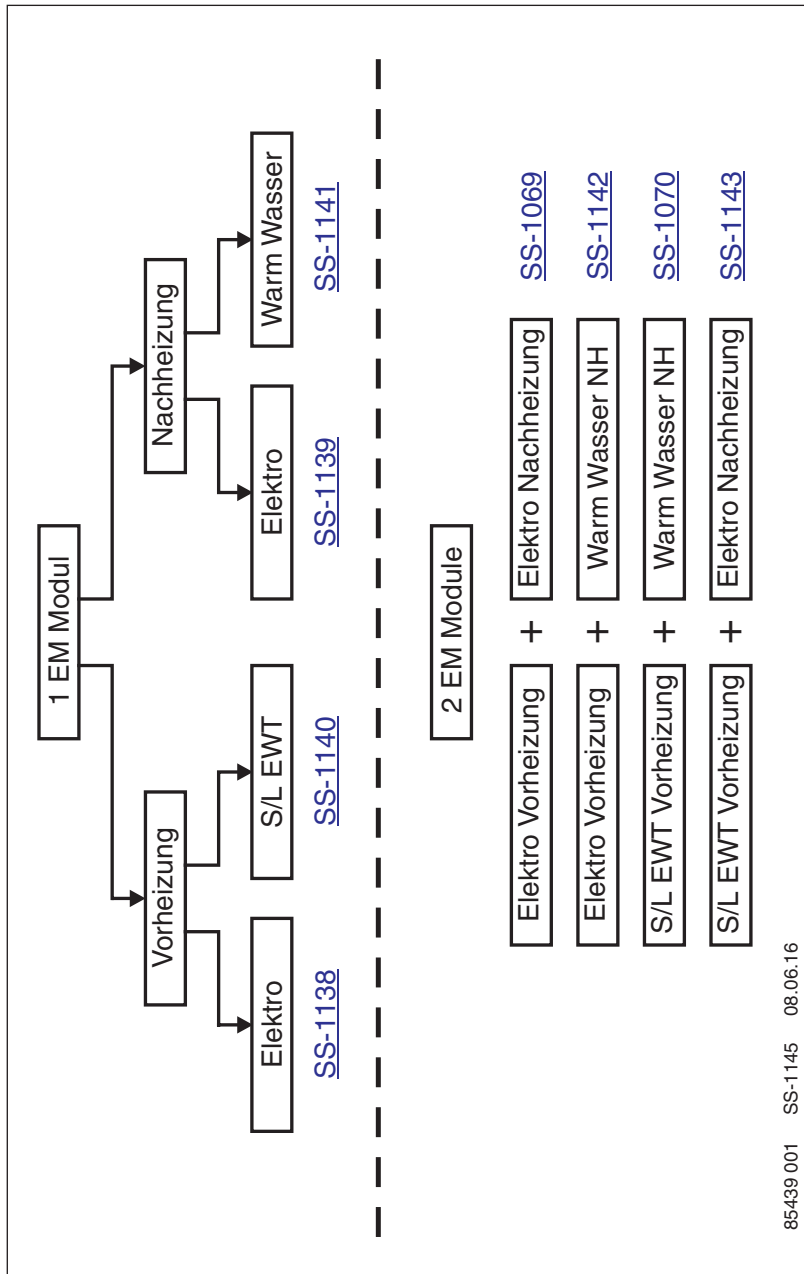 1 EM Modul
Vorheizung
Nachheizung
Elektro
S/L EWT
Elektro
Warm Wasser
SS-1138
SS-1140
SS-1139
SS-1141
2 EM Module
Elektro Vorheizung + Elektro Nachheizung SS-1069
Elektro Vorheizung + Warm Wasser NH SS-1142
S/L EWT Vorheizung + Warm Wasser NH SS-1070
S/L EWT Vorheizung + Elektro Nachheizung SS-1143
85439 001 SS-1145 08.06.16